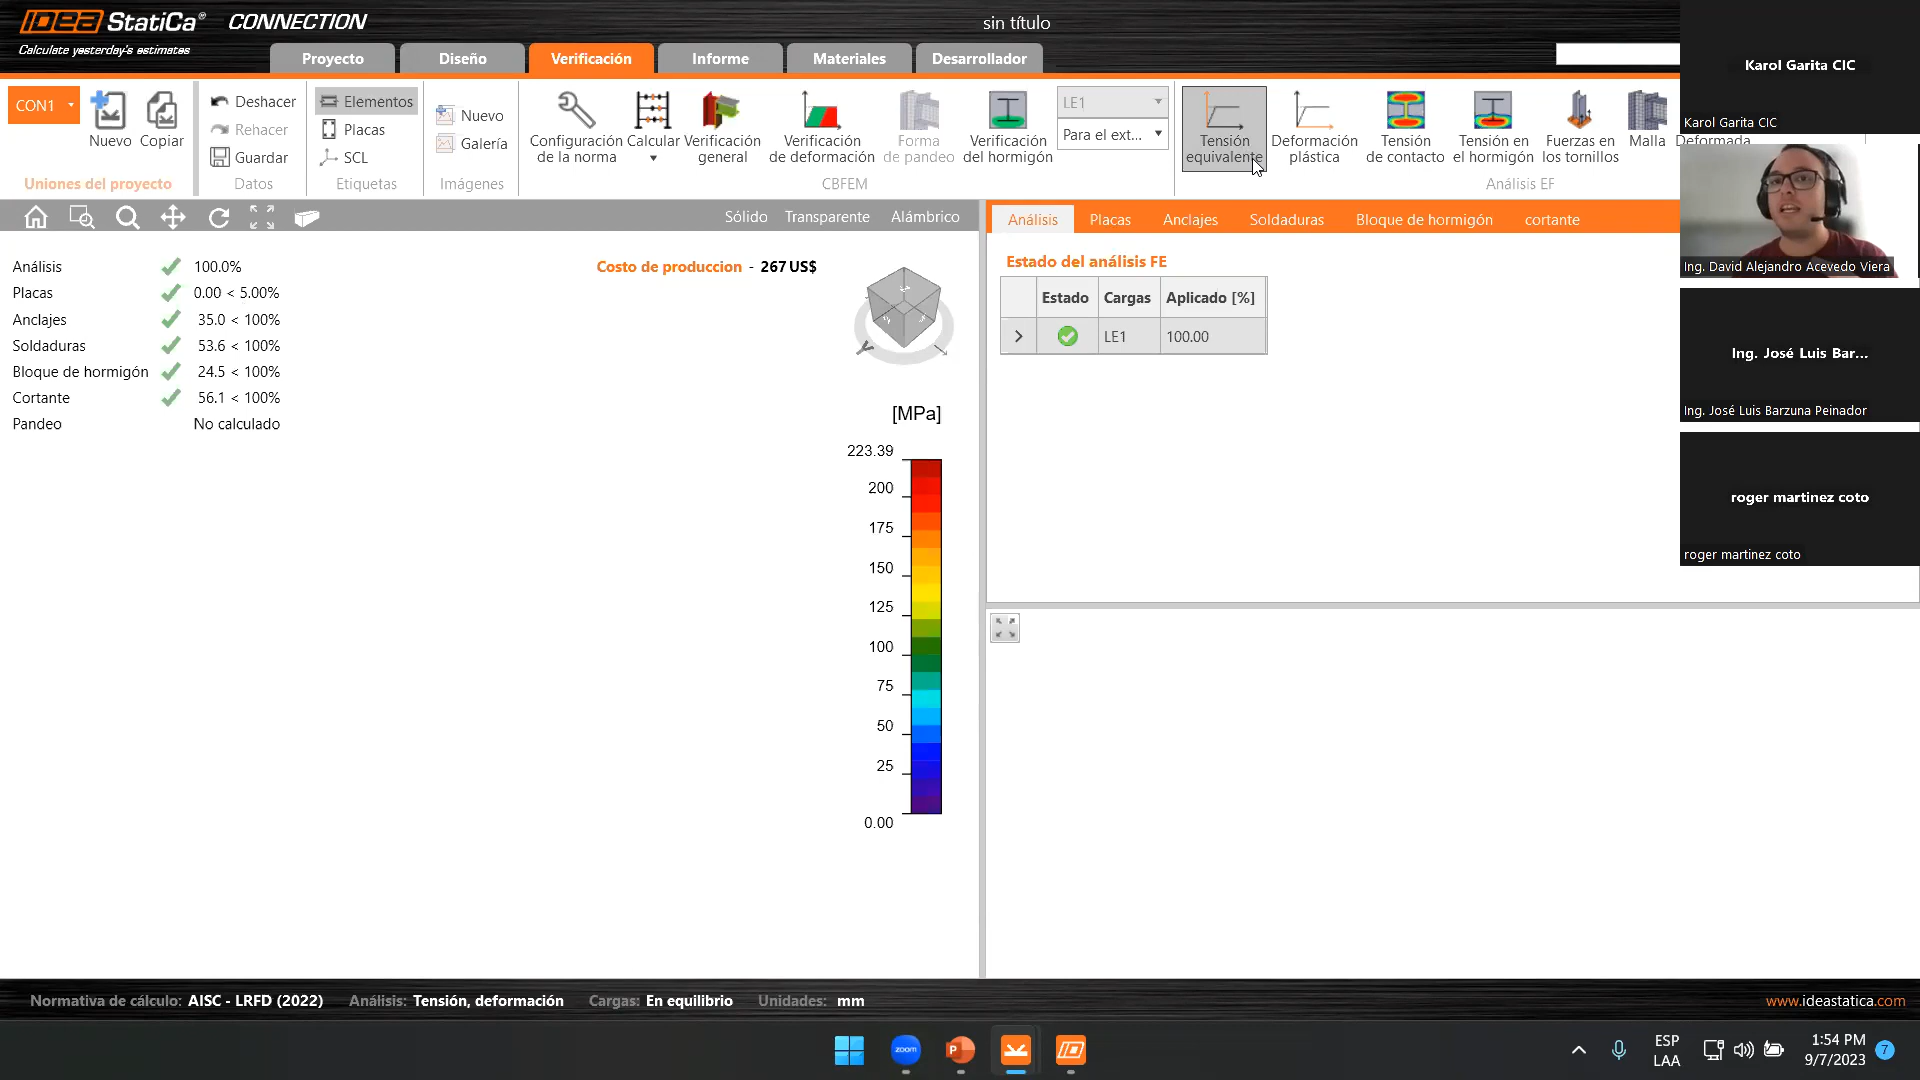 IDEA StatiCa® CONNECTION
Calculate yesterday's estimates
sin título
Proyecto
Diseño
Verificación
Informe
Materiales
Desarrollador
CON1
Nuevo
Copiar
Uniones del proyecto
Deshacer
Rehacer
Guardar
Datos
Elementos
Placas
SCL
Etiquetas
Nuevo
Galería
Imágenes
Configuración
de la norma
Calcular
Verificación
general
Verificación
de deformación
Forma
de pandeo
Verificación
del hormigón
LE1
Para el ext...
CBFEM
Tensión
equivalente
Deformación
plástica
Tensión
de contacto
Tensión en
el hormigón
Fuerzas en
los tornillos
Malla
Deformada
Análisis EF
Sólido
Transparente
Alámbrico
Análisis 100.0%
Placas 0.00 < 5.00%
Anclajes 35.0 < 100%
Soldaduras 53.6 < 100%
Bloque de hormigón 24.5 < 100%
Cortante 56.1 < 100%
Pandeo No calculado
Costo de produccion - 267 US$
[MPa]
223.39
200
175
150
125
100
75
50
25
0.00
Análisis
Placas
Anclajes
Soldaduras
Bloque de hormigón
cortante
Estado del análisis FE
Estado Cargas Aplicado [%]
> LE1 100.00
Karol Garita CIC
Karol Garita CIC
Ing. David Alejandro Acevedo Viera
Ing. José Luis Bar...
Ing. José Luis Barzuna Peinador
roger martinez coto
roger martinez coto
Normativa de cálculo: AISC - LRFD (2022) Análisis: Tensión, deformación Cargas: En equilibrio Unidades: mm
www.ideastatica.com
zoom
P
ESP
LAA
1:54 PM
9/7/2023
7